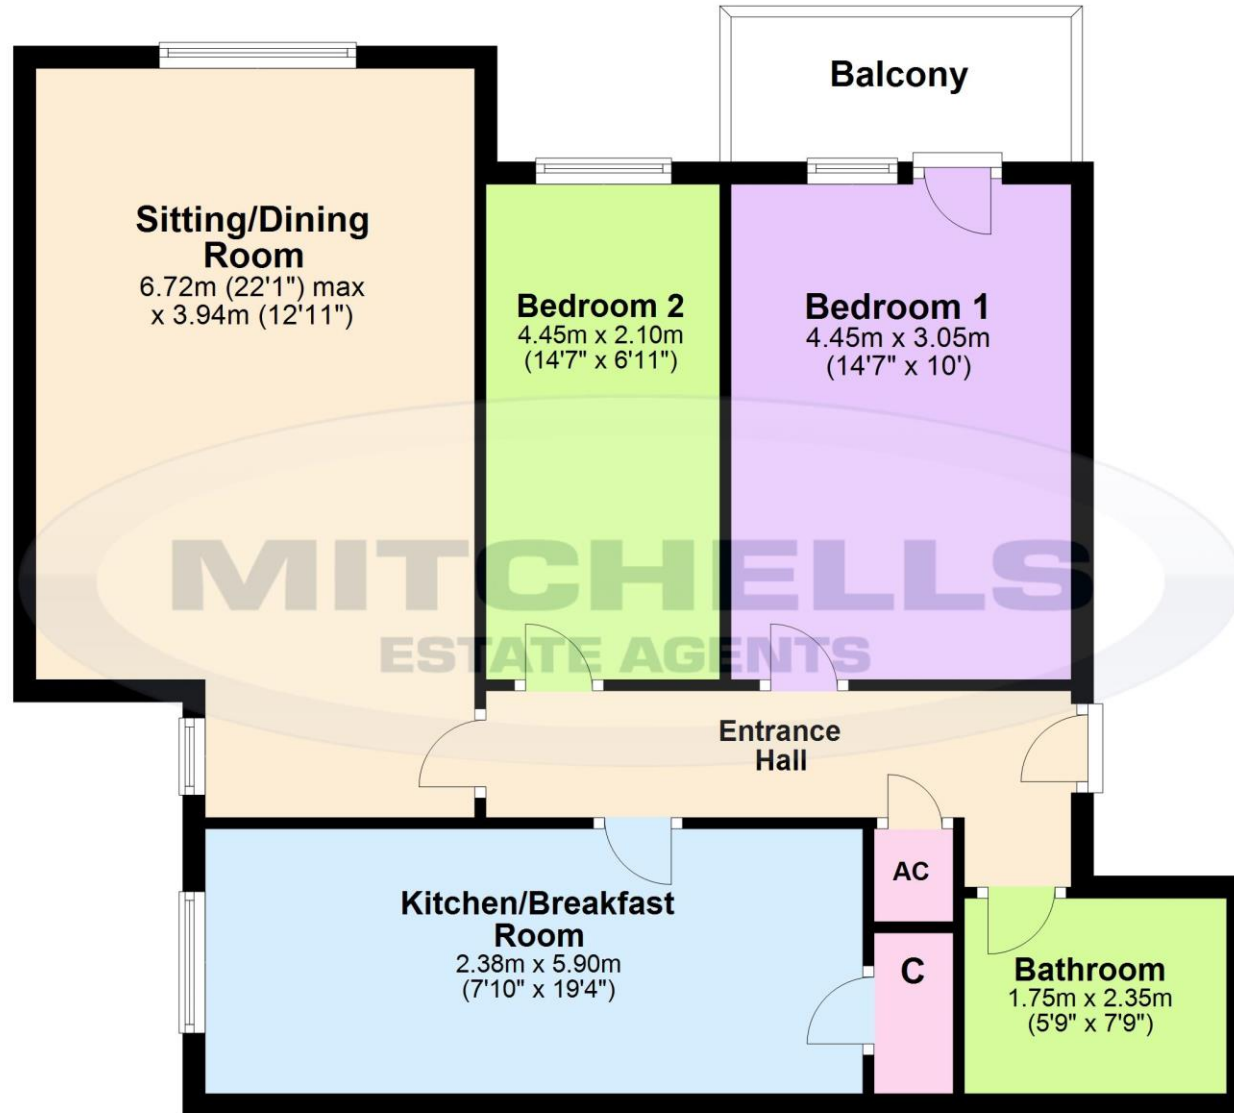 Balcony
Sitting/Dining
Room
6.72m (22'1") max
x 3.94m (12'11")
Bedroom 2
4.45m x 2.10m
(14'7" x 6'11")
Bedroom 1
4.45m x 3.05m
(14'7" x 10')
MITCHELLS
ESTATE AGENTS
Entrance
Hall
Kitchen/Breakfast
Room
2.38m x 5.90m
(7'10" x 19'4")
AC
C
Bathroom
1.75m x 2.35m
(5'9" x 7'9")